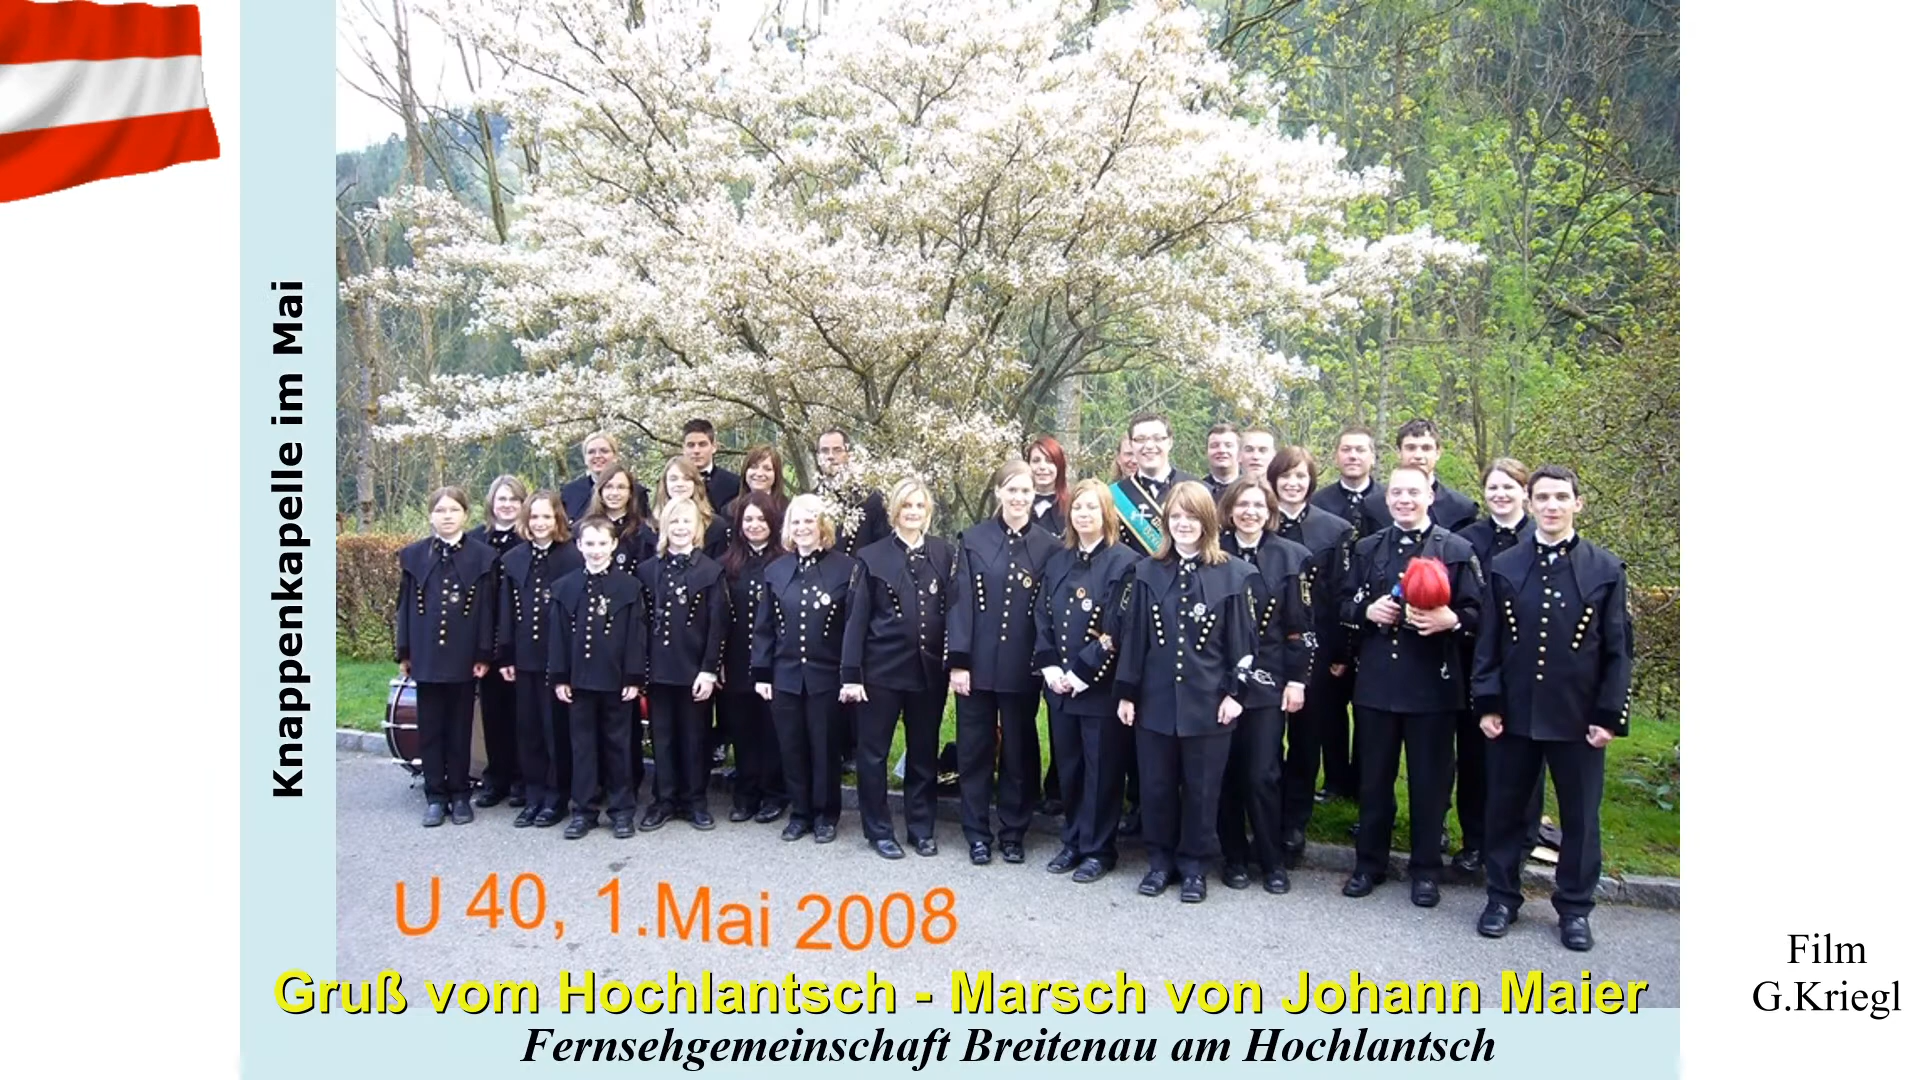 Knappenkapelle im Mai
U 40, 1.Mai 2008
Gruß vom Hochlantsch - Marsch von Johann Maier
Fernsehgemeinschaft Breitenau am Hochlantsch
Film
G.Kriegl